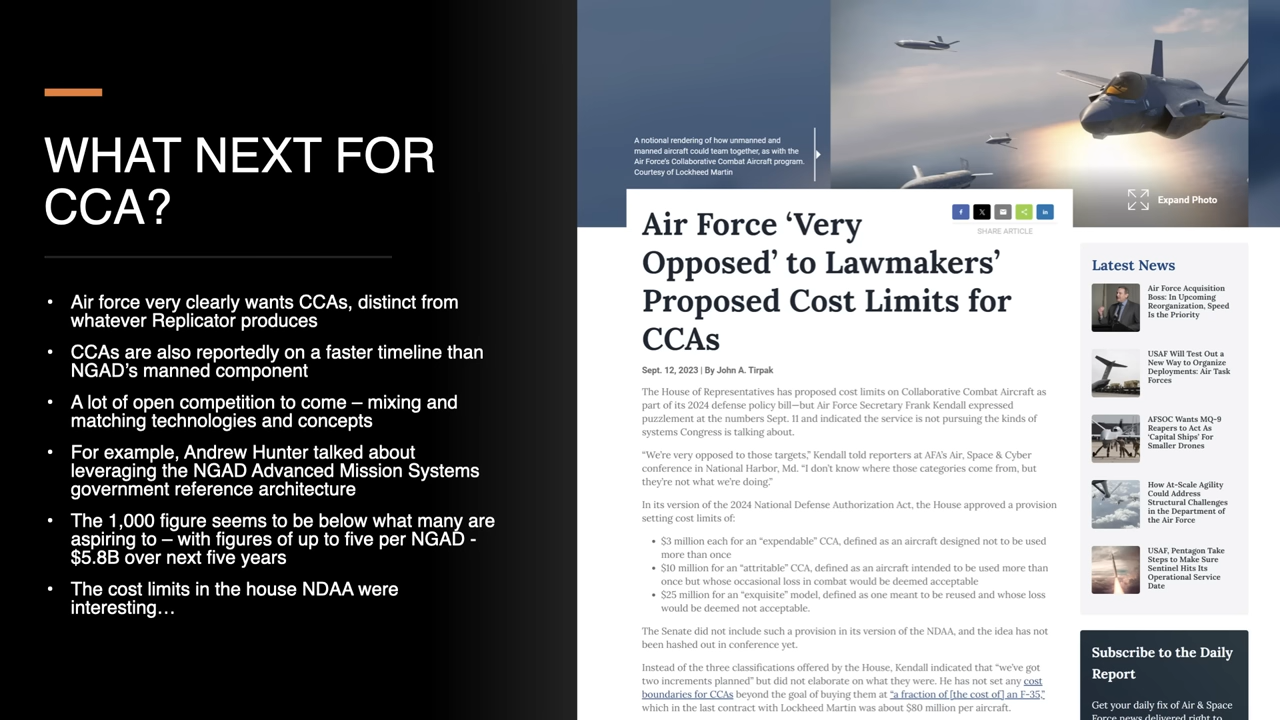 WHAT NEXT FOR
CCA?
• Air force very clearly wants CCAs, distinct from
whatever Replicator produces
• CCAs are also reportedly on a faster timeline than
NGAD's manned component
• A lot of open competition to come – mixing and
matching technologies and concepts
• For example, Andrew Hunter talked about
leveraging the NGAD Advanced Mission Systems
government reference architecture
• The 1,000 figure seems to be below what many are
aspiring to – with figures of up to five per NGAD -
$5.8B over next five years
• The cost limits in the house NDAA were
interesting…
A notional rendering of how unmanned and
manned aircraft could team together, as with the
Air Force's Collaborative Combat Aircraft program.
Courtesy of Lockheed Martin
Expand Photo
Air Force 'Very
Opposed' to Lawmakers'
Proposed Cost Limits for
CCAs
SHARE ARTICLE
Sept. 12, 2023 | By John A. Tirpak
The House of Representatives has proposed cost limits on Collaborative Combat Aircraft as
part of its 2024 defense policy bill—but Air Force Secretary Frank Kendall expressed
puzzlement at the numbers Sept. 11 and indicated the service is not pursuing the kinds of
systems Congress is talking about.
"We're very opposed to those targets," Kendall told reporters at AFA's Air, Space & Cyber
conference in National Harbor, Md. "I don't know where those categories come from, but
they're not what we're doing."
In its version of the 2024 National Defense Authorization Act, the House approved a provision
setting cost limits of:
• $3 million each for an "expendable" CCA, defined as an aircraft designed not to be used
more than once
• $10 million for an "attritable" CCA, defined as an aircraft intended to be used more than
once but whose occasional loss in combat would be deemed acceptable
• $25 million for an "exquisite" model, defined as one meant to be reused and whose loss
would be deemed not acceptable.
The Senate did not include such a provision in its version of the NDAA, and the idea has not
been hashed out in conference yet.
Instead of the three classifications offered by the House, Kendall indicated that "we've got
two increments planned" but did not elaborate on what they were. He has not set any cost
boundaries for CCAs beyond the goal of buying them at "a fraction of [the cost of] an F-35,"
which in the last contract with Lockheed Martin was about $80 million per aircraft.
Latest News
Air Force Acquisition
Boss: In Upcoming
Reorganization, Speed
Is the Priority
USAF Will Test Out a
New Way to Organize
Deployments: Air Task
Forces
AFSOC Wants MQ-9
Reapers to Act As
'Capital Ships' For
Smaller Drones
How At-Scale Agility
Could Address
Structural Challenges
in the Department of
the Air Force
USAF, Pentagon Take
Steps to Make Sure
Sentinel Hits Its
Operational Service
Date
Subscribe to the Daily
Report
Get your daily fix of Air & Space
Force news delivered right to